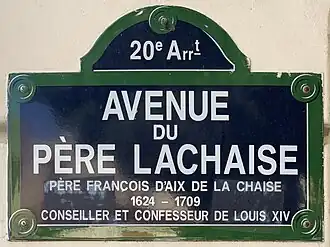 20e Arrt
AVENUE
DU
PÈRE LACHAISE
PÈRE FRANÇOIS D'AIX DE LA CHAISE
1624 – 1709
CONSEILLER ET CONFESSEUR DE LOUIS XIV